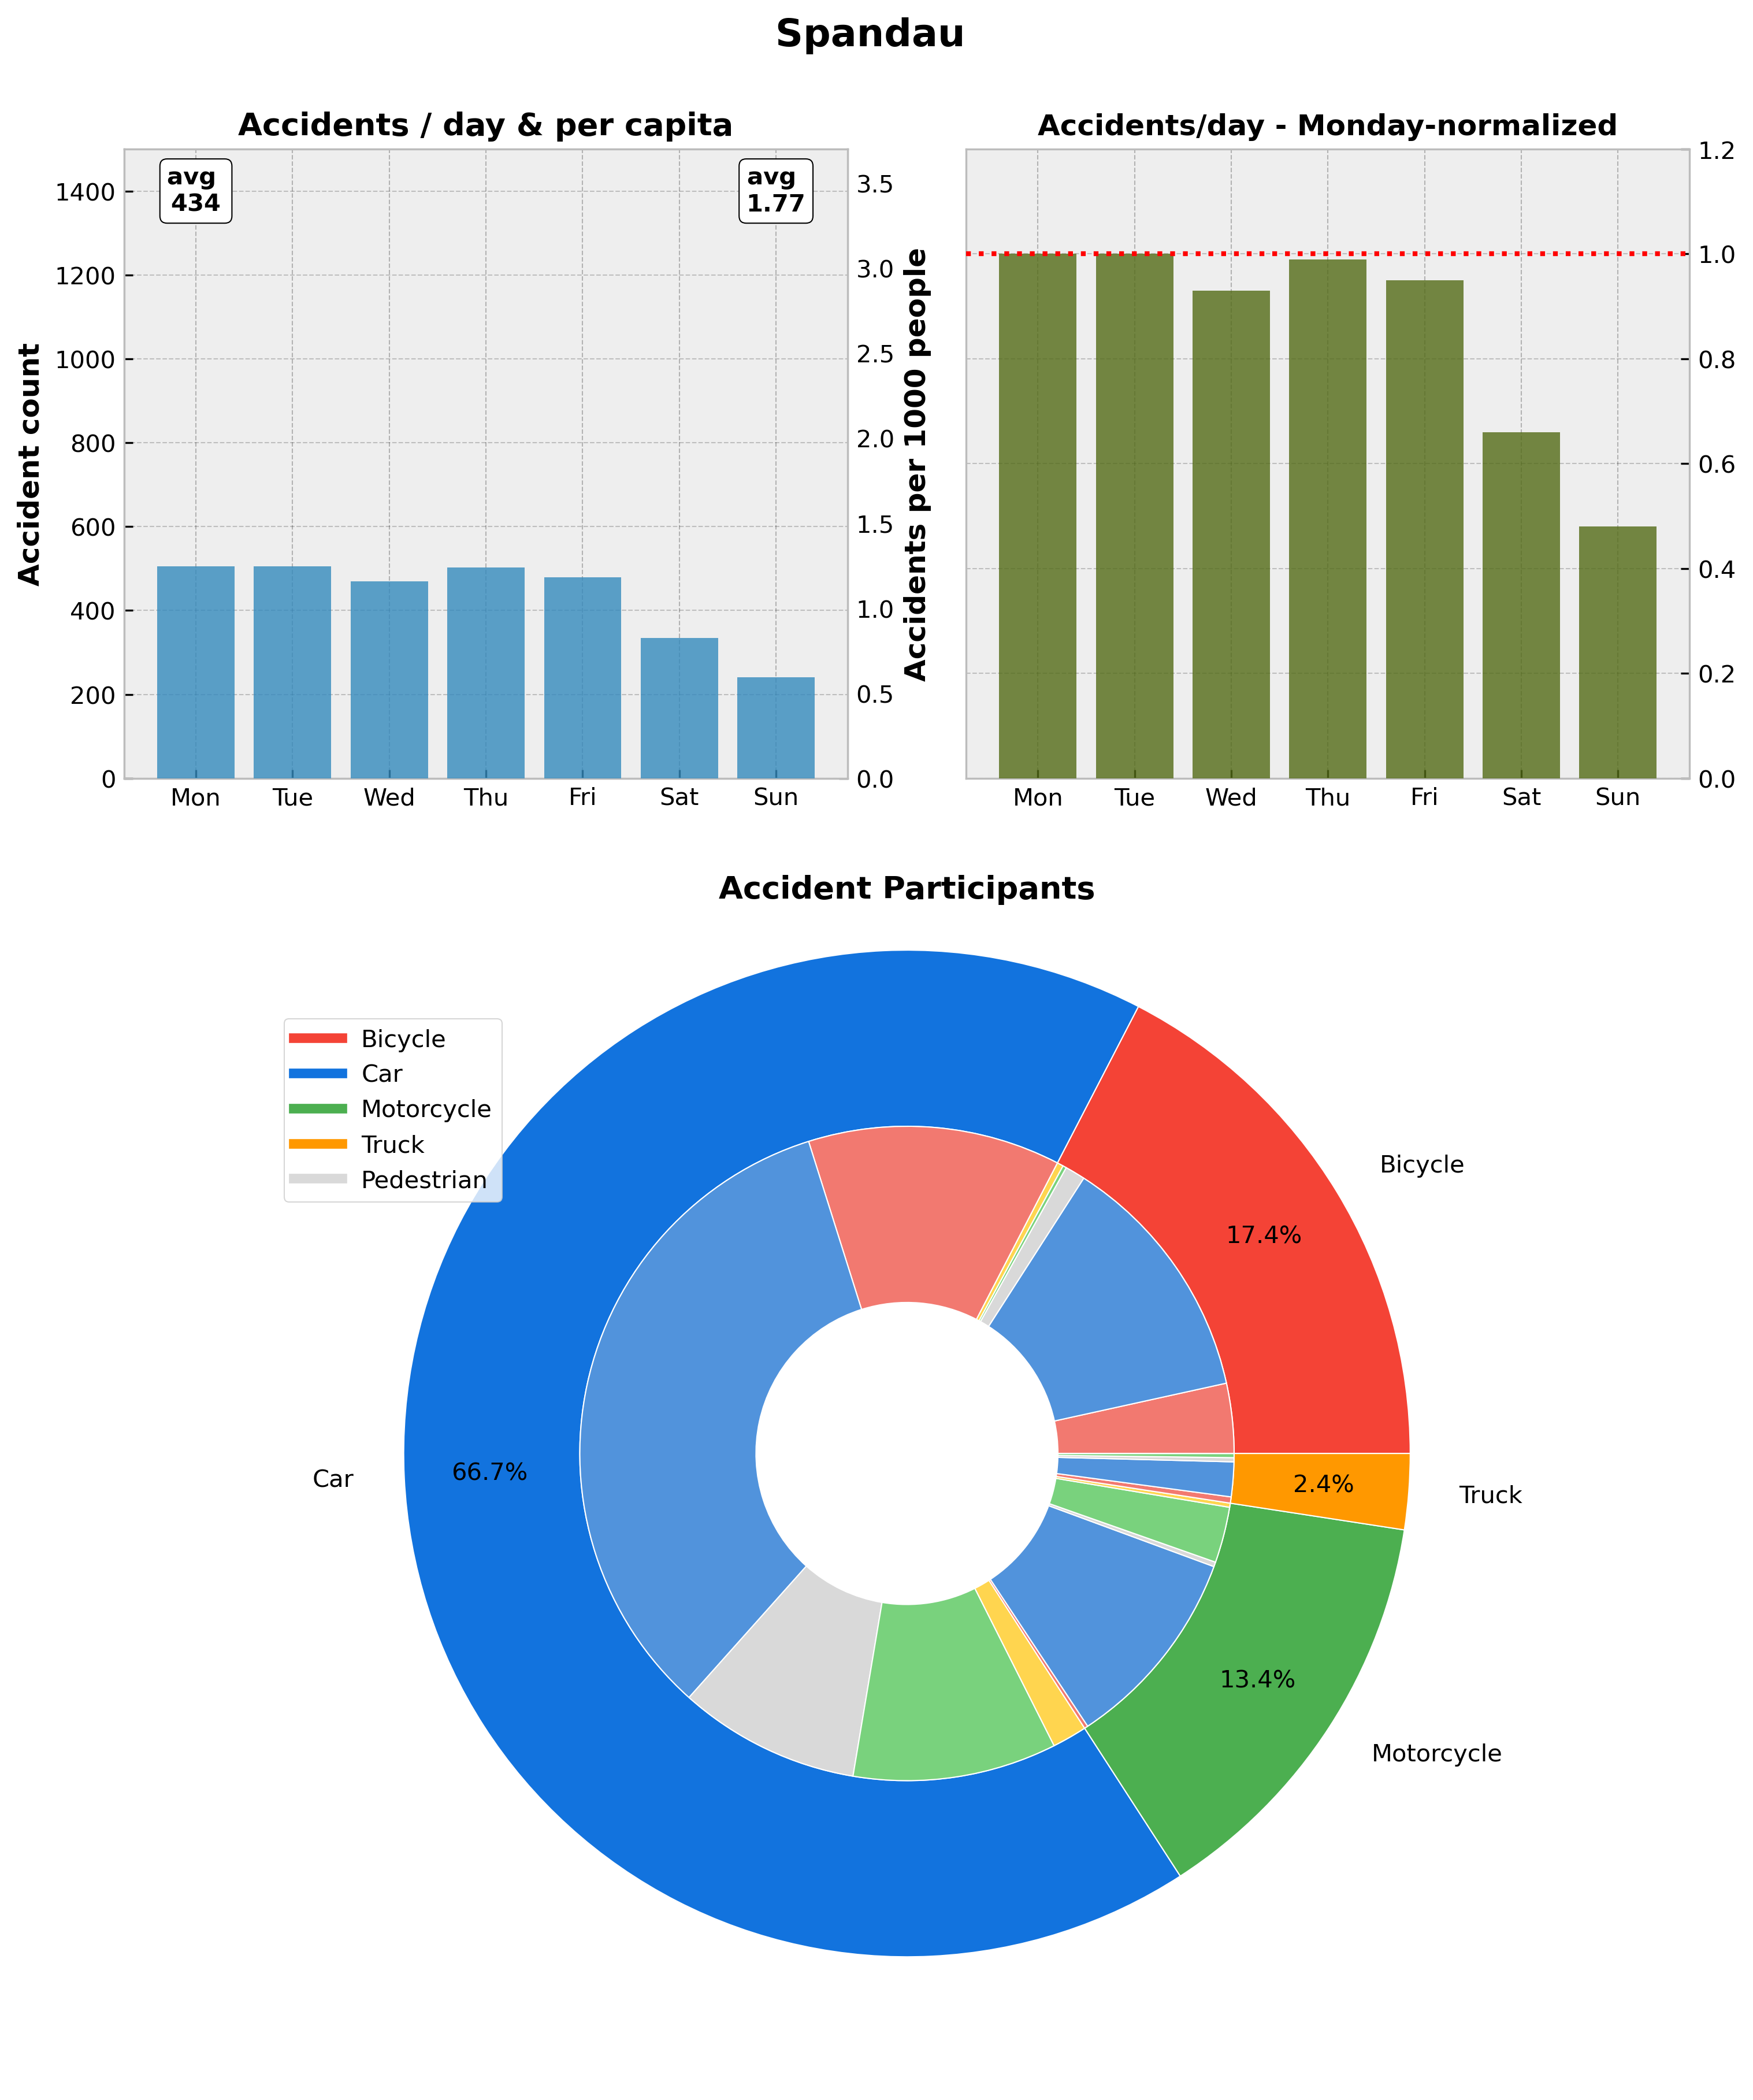 Spandau
Accidents / day & per capita
Accident count
1400
1200
1000
800
600
400
200
0
avg
434
avg
1.77
3.5
3.0
2.5
2.0
1.5
1.0
0.5
0.0
Accidents per 1000 people
Mon Tue Wed Thu Fri Sat Sun
Accidents/day - Monday-normalized
1.2
1.0
0.8
0.6
0.4
0.2
0.0
Mon Tue Wed Thu Fri Sat Sun
Accident Participants
Bicycle
Car
Motorcycle
Truck
Pedestrian
Bicycle
17.4%
Car
66.7%
2.4%
Truck
13.4%
Motorcycle